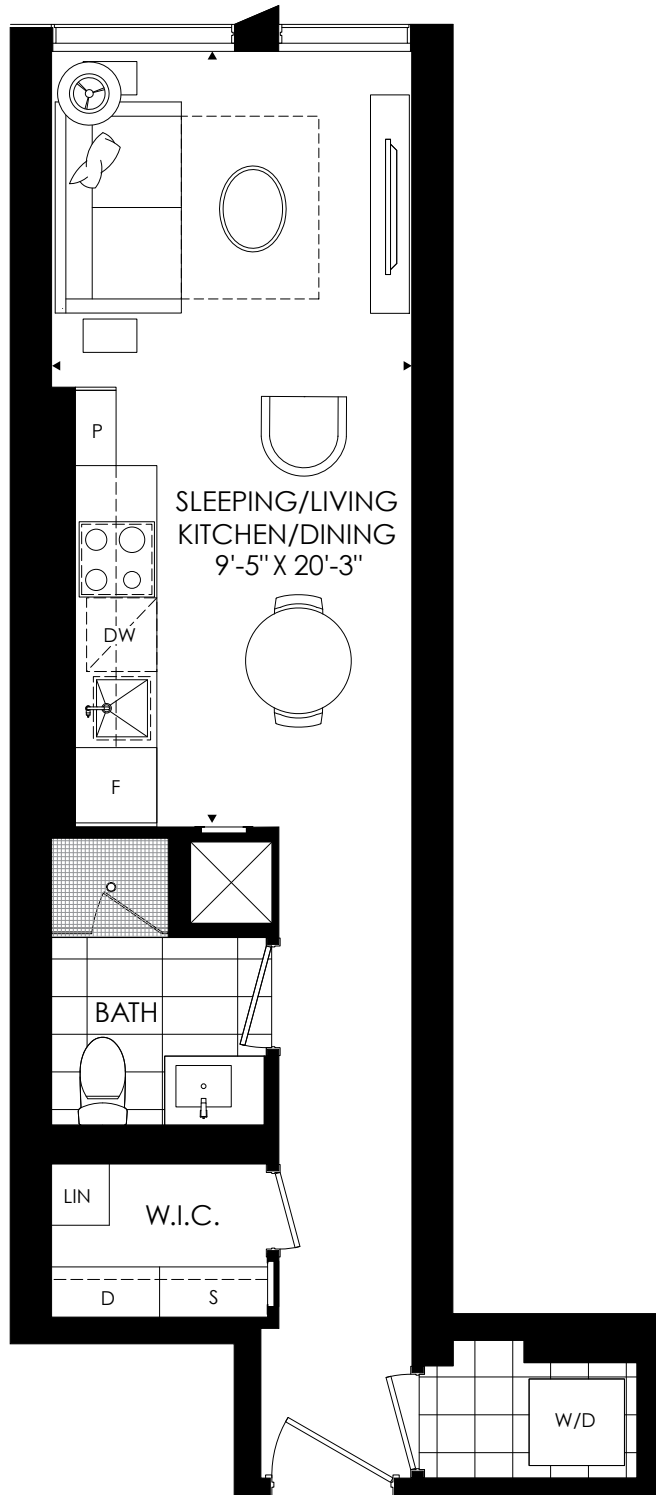 P
SLEEPING/LIVING
KITCHEN/DINING
9'-5" X 20'-3"
DW
F
BATH
LIN
W.I.C.
D
S
W/D